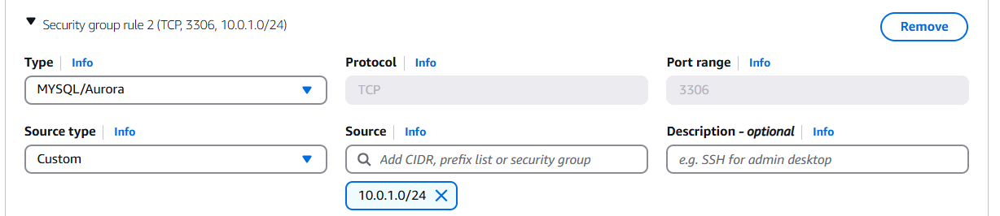 Security group rule 2 (TCP, 3306, 10.0.1.0/24)
Remove
Type Info
Protocol Info
Port range Info
MYSQL/Aurora
TCP
3306
Source type Info
Source Info
Description - optional Info
Custom
Add CIDR, prefix list or security group
e.g. SSH for admin desktop
10.0.1.0/24